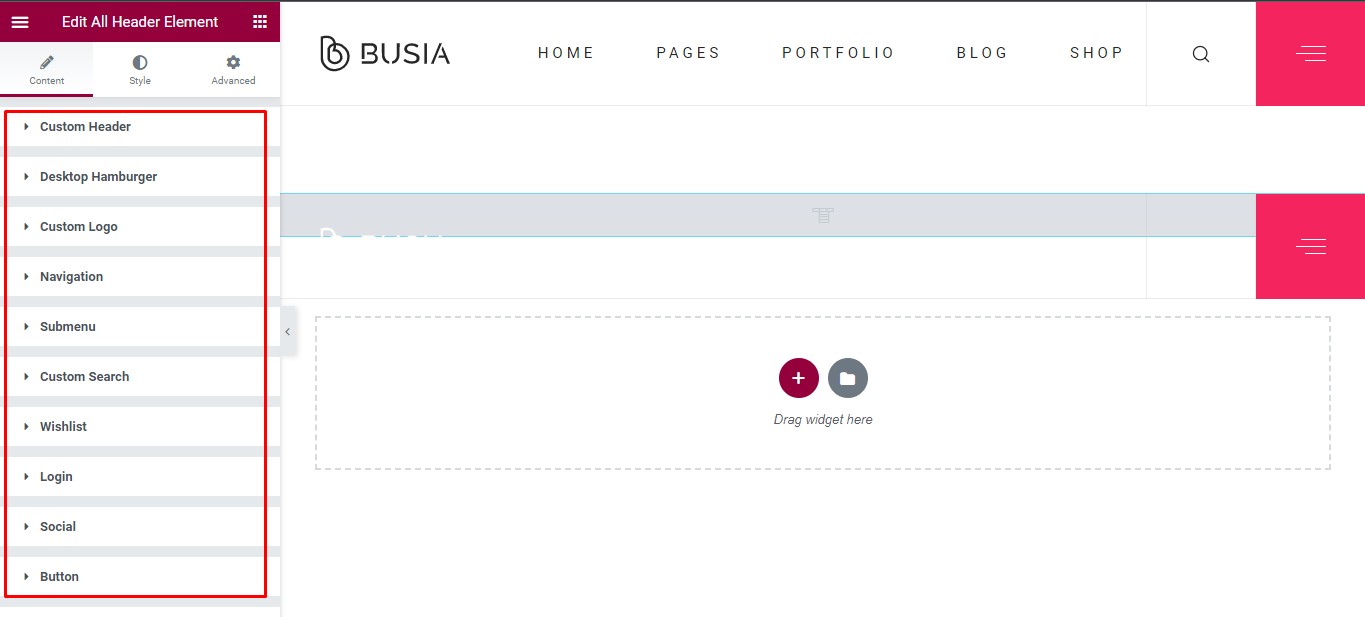 Edit All Header Element
Content
Style
Advanced
Custom Header
Desktop Hamburger
Custom Logo
Navigation
Submenu
Custom Search
Wishlist
Login
Social
Button
BUSIA
HOME PAGES PORTFOLIO BLOG SHOP
Drag widget here